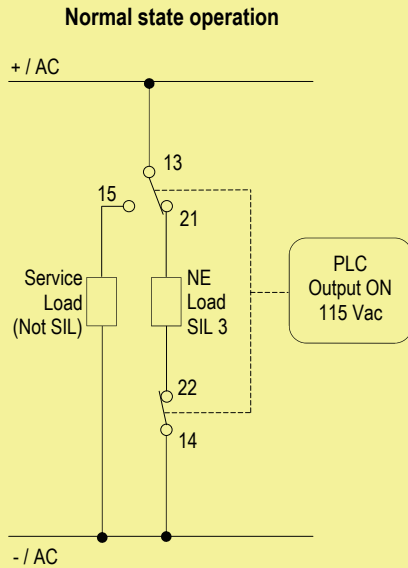 Normal state operation
+ / AC
13
15
21
Service
Load
(Not SIL)
NE
Load
SIL 3
PLC
Output ON
115 Vac
22
14
- / AC